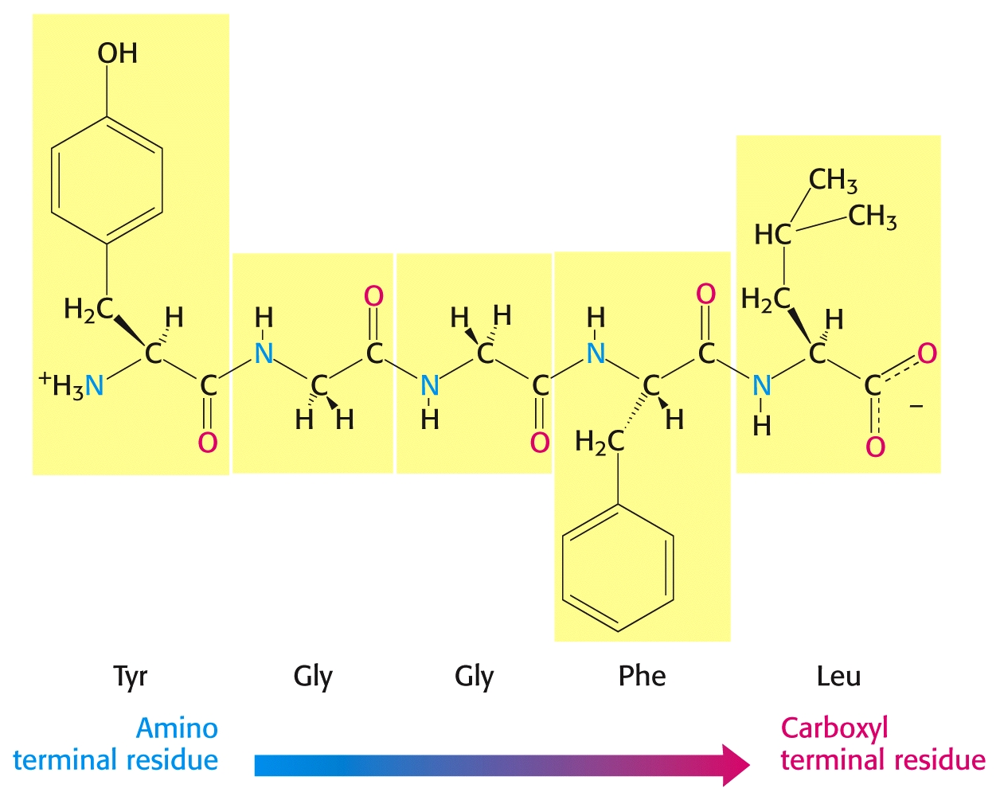 OH
CH₃
CH₃
HC
H₂C
H₂C
H
H
H
O
H
H
H
O
H
C
N
C
C
N
C
C
N
C
O
⁺H₃N
C
C
N
C
C
N
C
−
H
H
H
H
H
O
O
H₂C
O
Tyr
Gly
Gly
Phe
Leu
Amino
terminal residue
Carboxyl
terminal residue